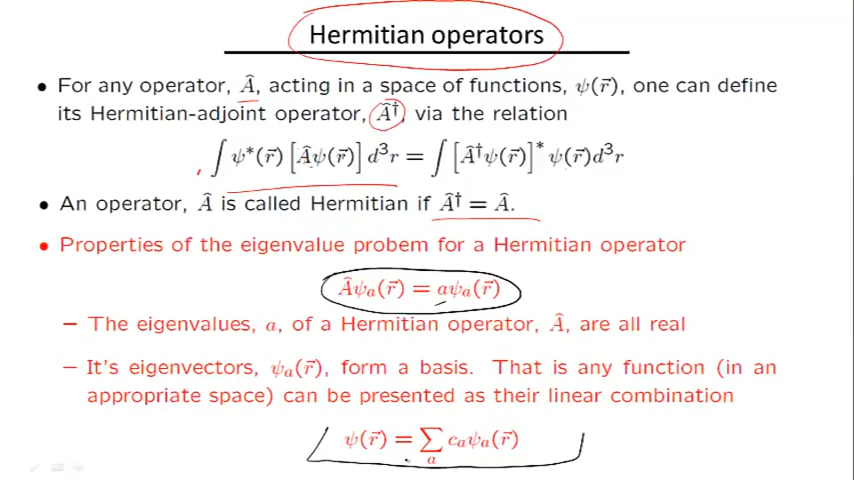 Hermitian operators
• For any operator, Â, acting in a space of functions, ψ(r⃗), one can define
its Hermitian-adjoint operator, Â†, via the relation
∫ ψ*(r⃗) [Âψ(r⃗)] d³r = ∫ [Â†ψ(r⃗)]* ψ(r⃗)d³r
• An operator, Â is called Hermitian if Â† = Â.
• Properties of the eigenvalue probem for a Hermitian operator
Âψₐ(r⃗) = aψₐ(r⃗)
– The eigenvalues, a, of a Hermitian operator, Â, are all real
– It's eigenvectors, ψₐ(r⃗), form a basis. That is any function (in an
appropriate space) can be presented as their linear combination
ψ(r⃗) = ∑ₐ cₐψₐ(r⃗)